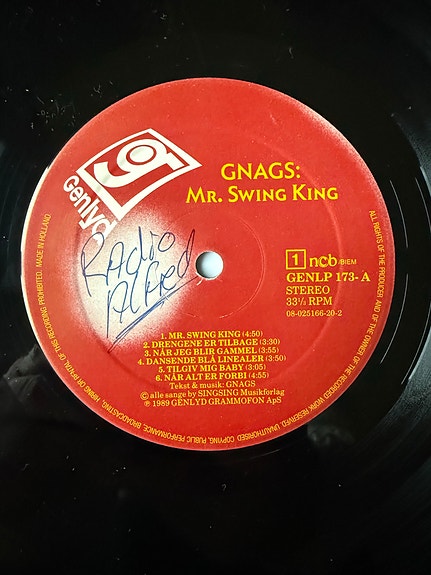 Genlyd
GNAGS:
MR. SWING KING
Radio
Alfred
1 ncb/BIEM
GENLP 173-A
STEREO
33⅓ RPM
08-025166-20-2
1. MR. SWING KING (4:50)
2. DRENGENE ER TILBAGE (3:30)
3. NÅR JEG BLIR GAMMEL (3:55)
4. DANSENDE BLÅ LINEALER (3:50)
5. TILGIV MIG BABY (3:05)
6. NÅR ALT ER FORBI (4:55)
Tekst & musik: GNAGS
© alle sange by SINGSING Musikforlag
℗ 1989 GENLYD GRAMMOFON ApS
ALL RIGHTS OF THE PRODUCER AND OF THE OWNER OF THE RECORDED WORK RESERVED. UNAUTHORISED COPYING, PUBLIC PERFORMANCE, BROADCASTING, HIRING OR RENTAL OF THIS RECORDING PROHIBITED. MADE IN HOLLAND